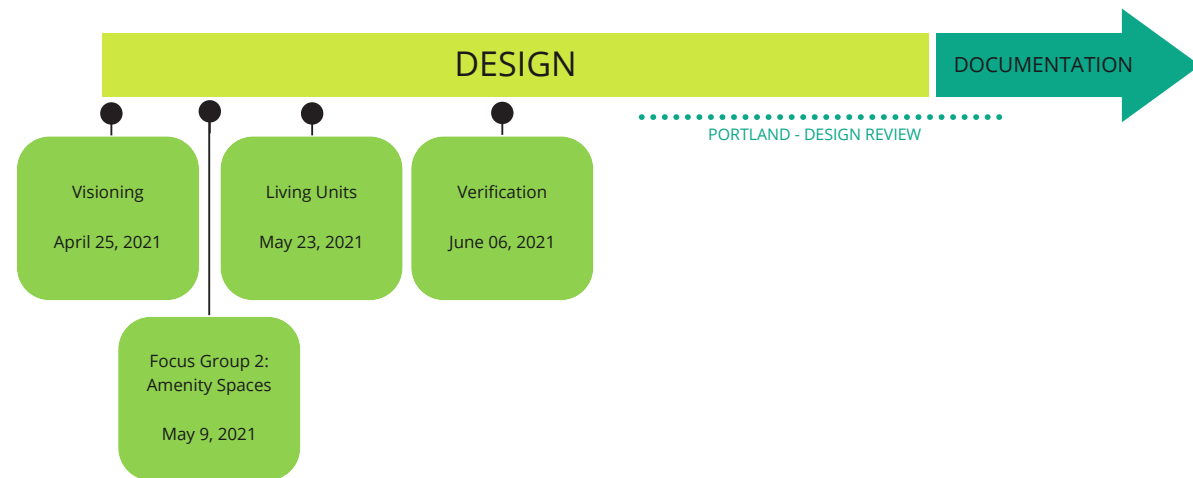 DESIGN
DOCUMENTATION
PORTLAND - DESIGN REVIEW
Visioning
April 25, 2021
Living Units
May 23, 2021
Verification
June 06, 2021
Focus Group 2:
Amenity Spaces
May 9, 2021